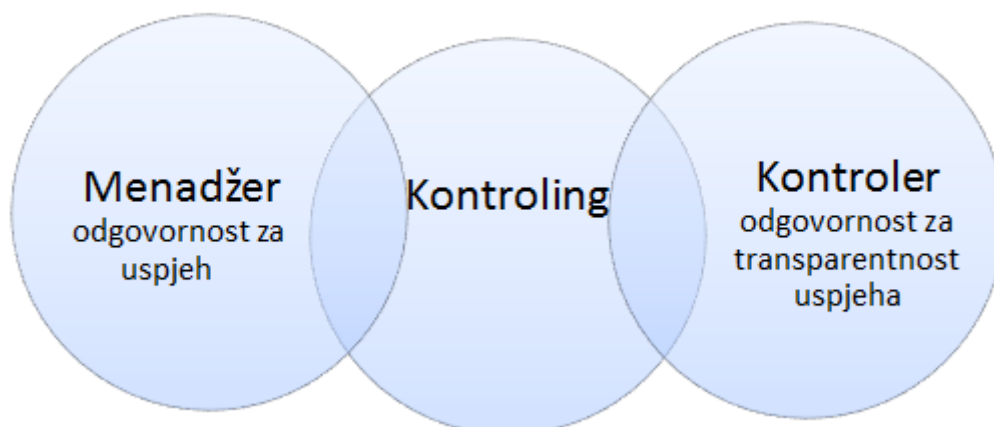 Menadžer
odgovornost za
uspjeh
Kontroling
Kontroler
odgovornost za
transparentnost
uspjeha